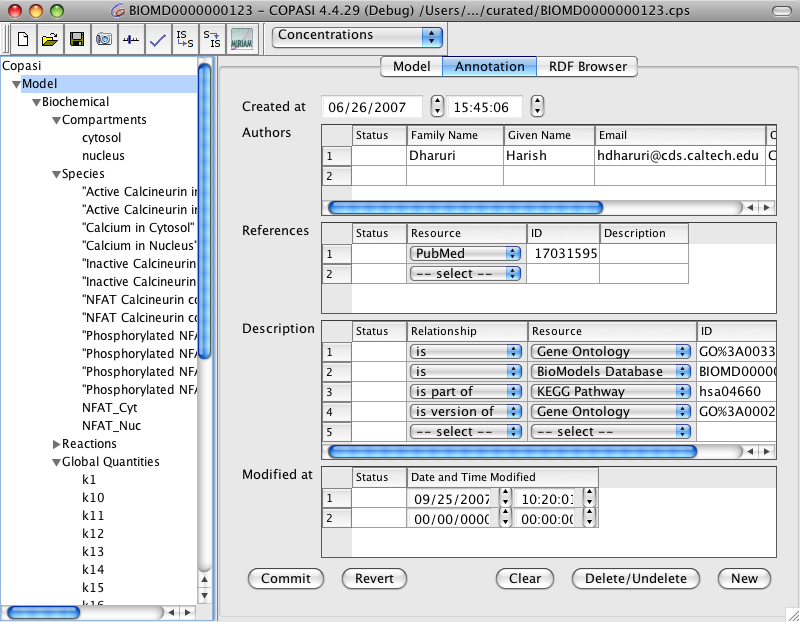 BIOMD0000000123 – COPASI 4.4.29 (Debug) /Users/.../curated/BIOMD0000000123.cps
IS S MIRIAM Concentrations
S IS
Copasi
Model Annotation RDF Browser
Model
Biochemical
Compartments
cytosol
nucleus
Species
"Active Calcineurin in
"Active Calcineurin in
"Calcium in Cytosol"
"Calcium in Nucleus"
"Inactive Calcineurin
"Inactive Calcineurin
"NFAT Calcineurin co
"NFAT Calcineurin co
"Phosphorylated NFA
"Phosphorylated NFA
"Phosphorylated NFA
"Phosphorylated NFA
NFAT_Cyt
NFAT_Nuc
Reactions
Global Quantities
k1
k10
k11
k12
k13
k14
k15
k16
Created at 06/26/2007 15:45:06
Authors
Status Family Name Given Name Email
1 Dharuri Harish hdharuri@cds.caltech.edu C
2
References
Status Resource ID Description
1 PubMed 17031595
2 -- select --
Description
Status Relationship Resource ID
1 is Gene Ontology GO%3A0033
2 is BioModels Database BIOMD0000
3 is part of KEGG Pathway hsa04660
4 is version of Gene Ontology GO%3A0002
5 -- select -- -- select --
Modified at
Status Date and Time Modified
1 09/25/2007 10:20:01
2 00/00/0000 00:00:00
Commit Revert Clear Delete/Undelete New